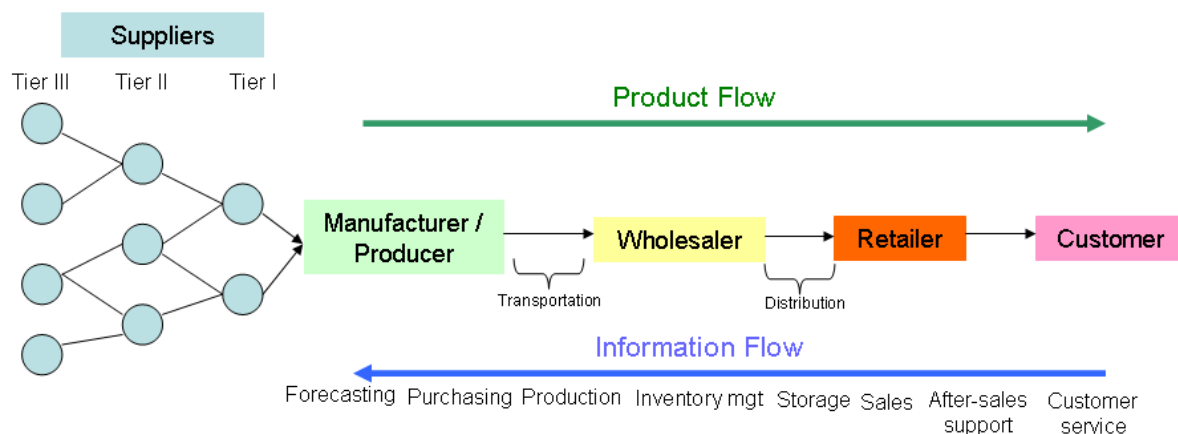 Suppliers
Tier III
Tier II
Tier I
Product Flow
Manufacturer /
Producer
Wholesaler
Retailer
Customer
Transportation
Distribution
Information Flow
Forecasting
Purchasing
Production
Inventory mgt
Storage
Sales
After-sales
support
Customer
service